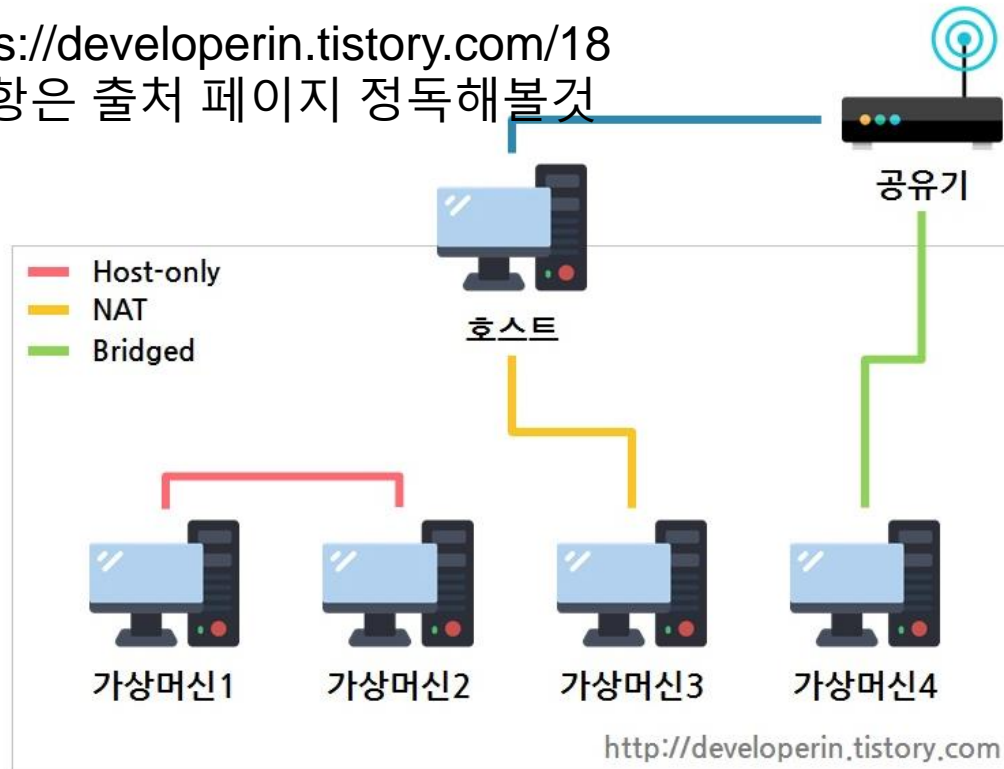 s://developerin.tistory.com/18
항은 출처 페이지 정독해볼것
공유기
Host-only
NAT
Bridged
호스트
가상머신1 가상머신2 가상머신3 가상머신4
http://developerin.tistory.com